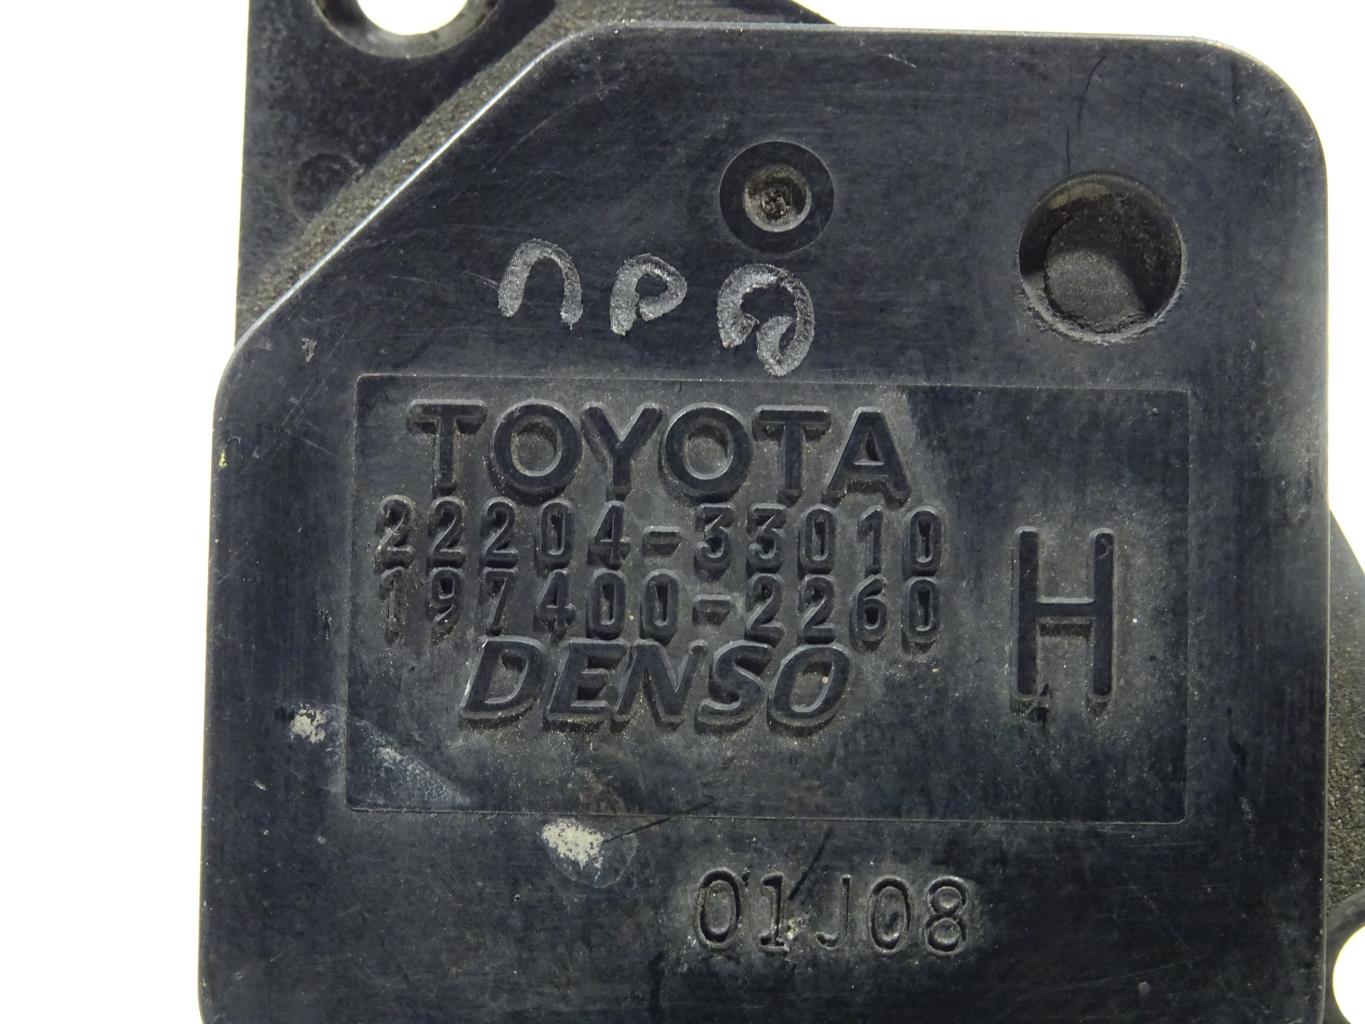 TOYOTA
22204-33010
197400-2260
DENSO
H
01J08